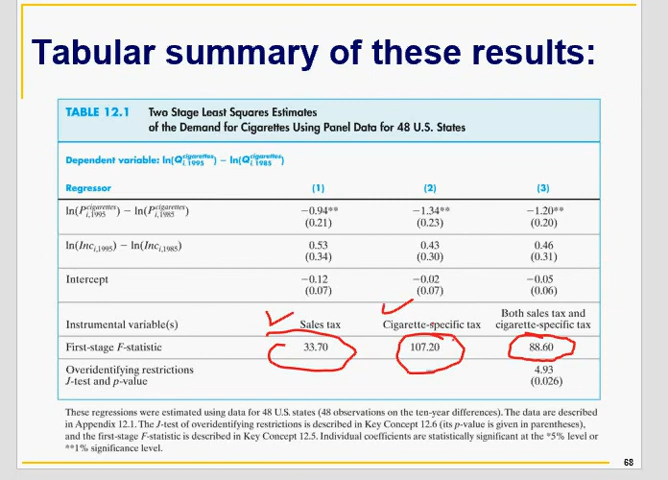 Tabular summary of these results:
TABLE 12.1 Two Stage Least Squares Estimates
of the Demand for Cigarettes Using Panel Data for 48 U.S. States
Dependent variable: ln(Q^cigarettes_i,1995) − ln(Q^cigarettes_i,1985)
Regressor (1) (2) (3)
ln(P^cigarettes_i,1995) − ln(P^cigarettes_i,1985) −0.94** −1.34** −1.20**
(0.21) (0.23) (0.20)
ln(Inc_i,1995) − ln(Inc_i,1985) 0.53 0.43 0.46
(0.34) (0.30) (0.31)
Intercept −0.12 −0.02 −0.05
(0.07) (0.07) (0.06)
Instrumental variable(s) Sales tax Cigarette-specific tax Both sales tax and
cigarette-specific tax
First-stage F-statistic 33.70 107.20 88.60
Overidentifying restrictions 4.93
J-test and p-value (0.026)
These regressions were estimated using data for 48 U.S. states (48 observations on the ten-year differences). The data are described
in Appendix 12.1. The J-test of overidentifying restrictions is described in Key Concept 12.6 (its p-value is given in parentheses),
and the first-stage F-statistic is described in Key Concept 12.5. Individual coefficients are statistically significant at the *5% level or
**1% significance level.
68